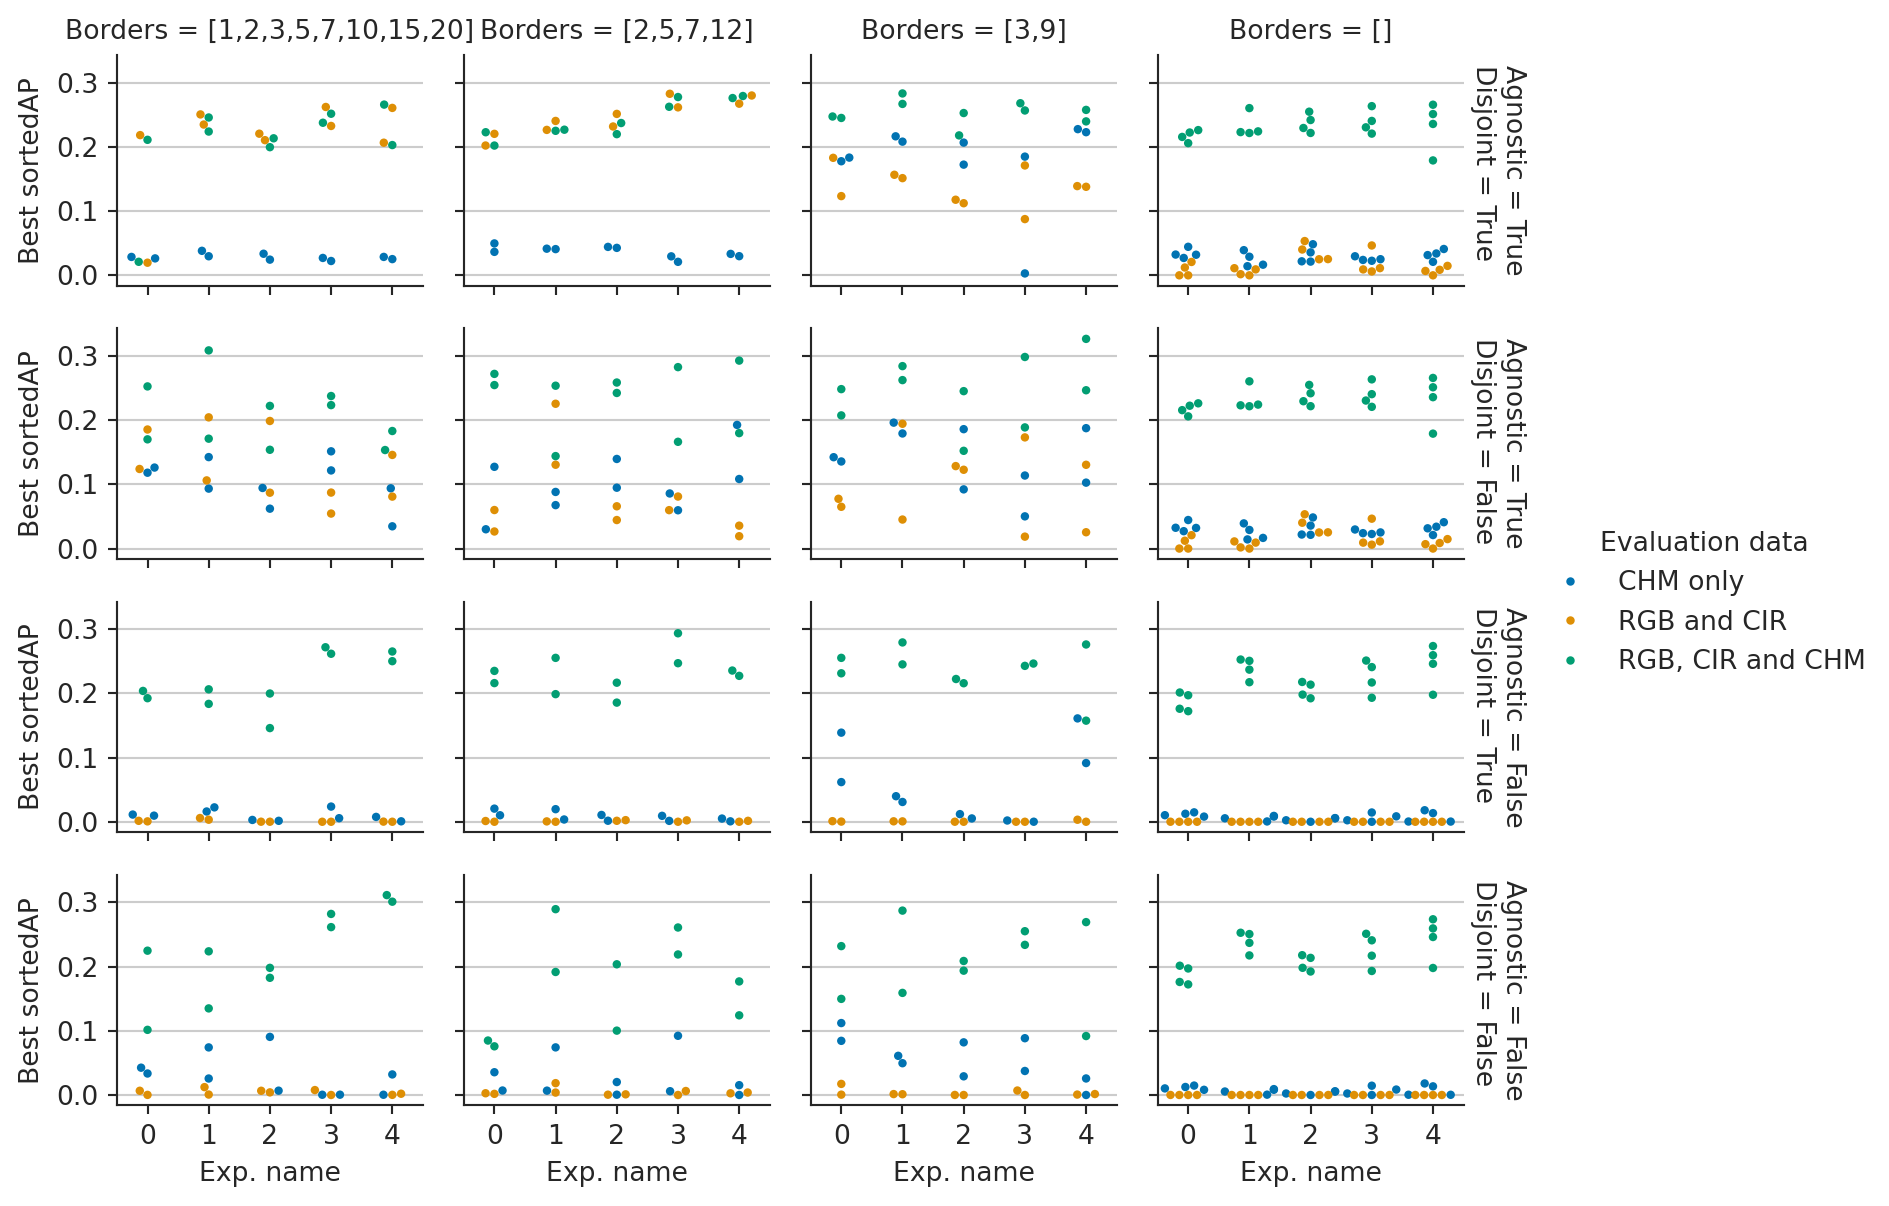 Borders = [1,2,3,5,7,10,15,20] Borders = [2,5,7,12] Borders = [3,9] Borders = []
Best sortedAP
0.3
0.2
0.1
0.0
Agnostic = True
Disjoint = True
Best sortedAP
0.3
0.2
0.1
0.0
Agnostic = True
Disjoint = False
Evaluation data
CHM only
RGB and CIR
RGB, CIR and CHM
Best sortedAP
0.3
0.2
0.1
0.0
Agnostic = False
Disjoint = True
Best sortedAP
0.3
0.2
0.1
0.0
Agnostic = False
Disjoint = False
0 1 2 3 4 0 1 2 3 4 0 1 2 3 4 0 1 2 3 4
Exp. name Exp. name Exp. name Exp. name